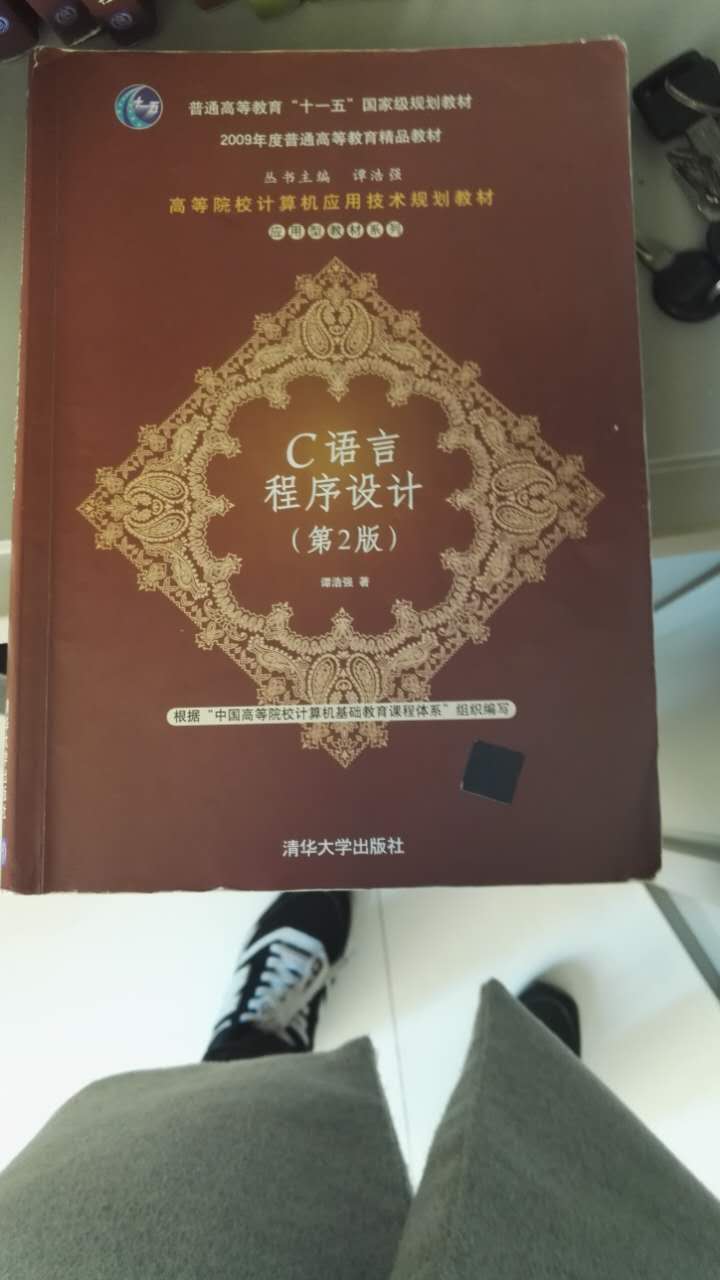 十一五
普通高等教育“十一五”国家级规划教材
2009年度普通高等教育精品教材
丛书主编 谭浩强
高等院校计算机应用技术规划教材
应用型教材系列
C语言
程序设计
（第2版）
谭浩强 著
根据“中国高等院校计算机基础教育课程体系”组织编写
清华大学出版社